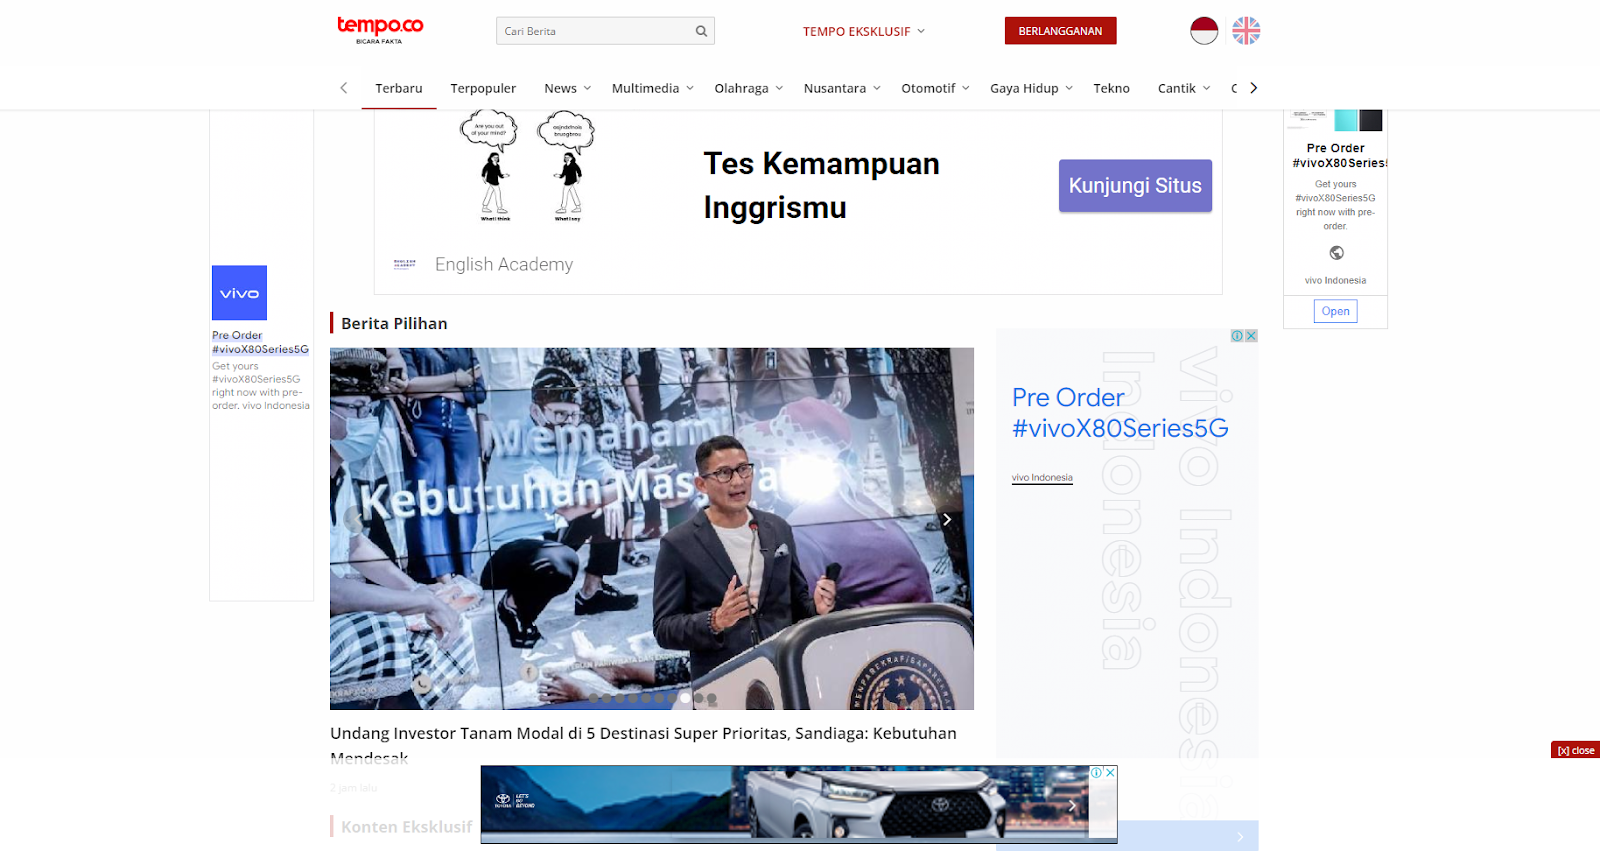 tempo.co
BICARA FAKTA
Cari Berita
TEMPO EKSKLUSIF
BERLANGGANAN
Terbaru
Terpopuler
News
Multimedia
Olahraga
Nusantara
Otomotif
Gaya Hidup
Tekno
Cantik
Are you out
of your mind?
What I think
What I say
Tes Kemampuan
Inggrismu
Kunjungi Situs
English Academy
vivo
Pre Order
#vivoX80Series5G
Get yours
#vivoX80Series5G
right now with pre-
order. vivo Indonesia
Pre Order
#vivoX80Series
Get yours
#vivoX80Series5G
right now with pre-
order.
vivo Indonesia
Open
Berita Pilihan
Memaham
Kebutuhan Mas
Undang Investor Tanam Modal di 5 Destinasi Super Prioritas, Sandiaga: Kebutuhan
Mendesak
2 jam lalu
Konten Eksklusif
Pre Order
#vivoX80Series5G
vivo Indonesia
vivo Indonesia
Indonesia
[x] close
TOYOTA
LET'S
GO
BEYOND